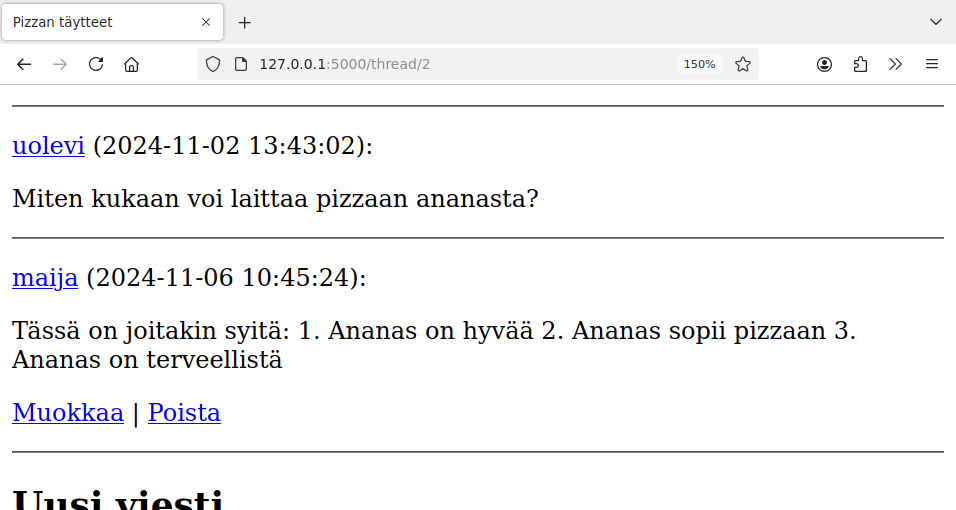 Pizzan täytteet
127.0.0.1:5000/thread/2
150%
uolevi (2024-11-02 13:43:02):
Miten kukaan voi laittaa pizzaan ananasta?
maija (2024-11-06 10:45:24):
Tässä on joitakin syitä: 1. Ananas on hyvää 2. Ananas sopii pizzaan 3.
Ananas on terveellistä
Muokkaa | Poista
Uusi viesti